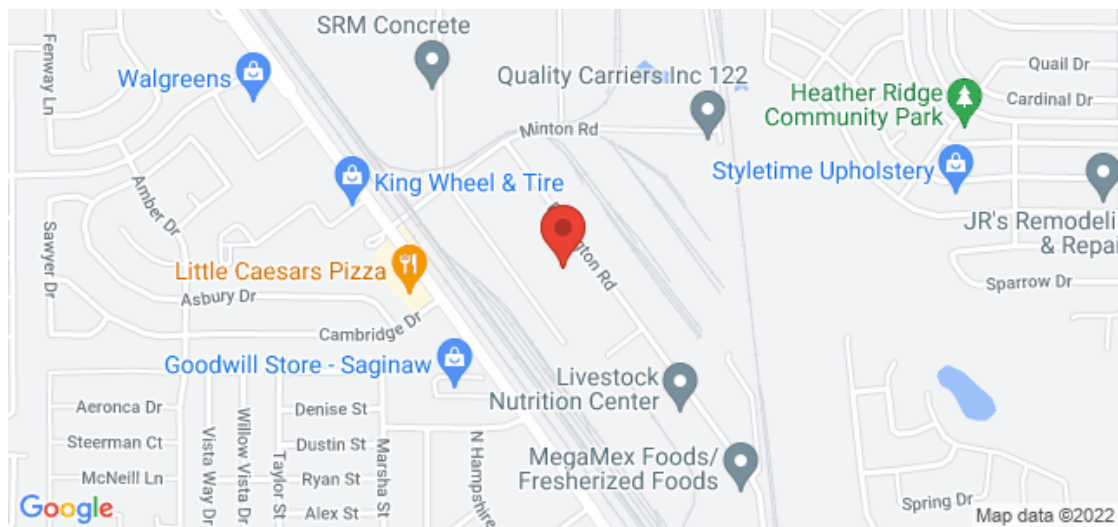 SRM Concrete
Fenway Ln
Walgreens
Quality Carriers Inc 122
Quail Dr
Heather Ridge
Community Park
Cardinal Dr
Minton Rd
King Wheel & Tire
Styletime Upholstery
Amber Dr
Sawyer Dr
JR's Remodeli
& Repai
Little Caesars Pizza
Asbury Dr
Sparrow Dr
Cambridge Dr
Goodwill Store - Saginaw
Livestock
Nutrition Center
Aeronca Dr
Denise St
Steerman Ct
Dustin St
McNeill Ln
Ryan St
Alex St
Vista Way Dr
Willow Vista Dr
Taylor St
Marsha St
N Hampshire
MegaMex Foods/
Fresherized Foods
Spring Dr
Google
Map data ©2022